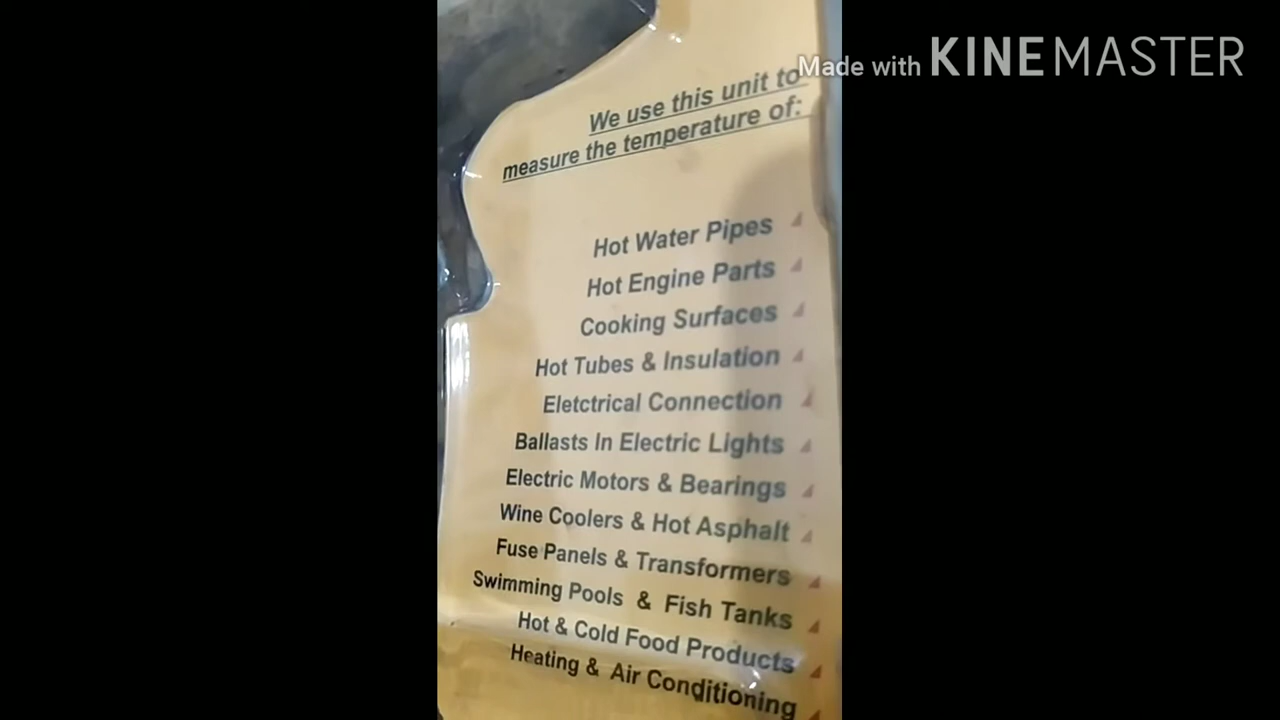 Made with KINEMASTER
We use this unit to
measure the temperature of:
Hot Water Pipes
Hot Engine Parts
Cooking Surfaces
Hot Tubes & Insulation
Eletctrical Connection
Ballasts In Electric Lights
Electric Motors & Bearings
Wine Coolers & Hot Asphalt
Fuse Panels & Transformers
Swimming Pools & Fish Tanks
Hot & Cold Food Products
Heating & Air Conditioning